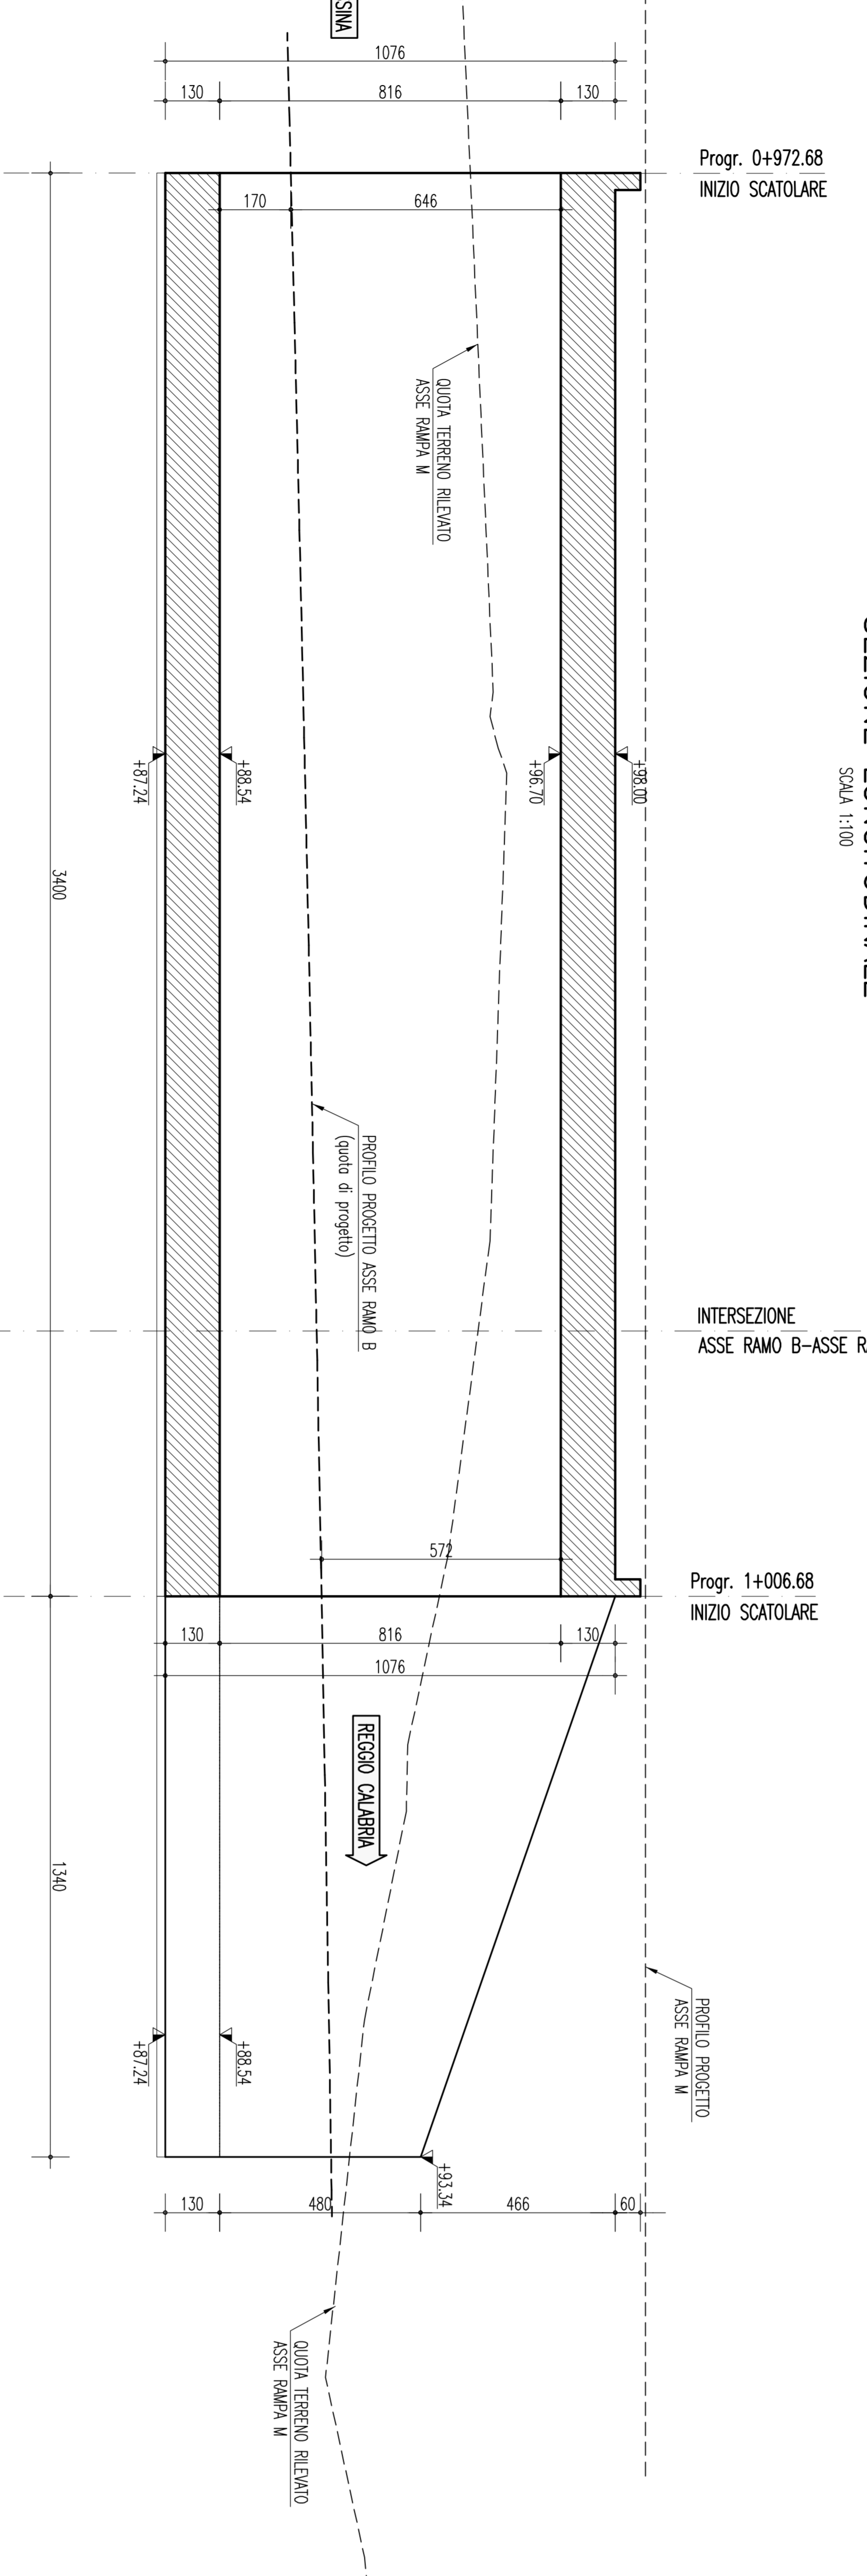 SINA
1076
130
816
130
Progr. 0+972.68
INIZIO SCATOLARE
170
646
QUOTA TERRENO RILEVATO
ASSE RAMPA M
SCALA 1:100
+87.24
+88.54
+96.70
+98.00
3400
PROFILO PROGETTO ASSE RAMO B
(quota di progetto)
INTERSEZIONE
ASSE RAMO B-ASSE R
572
Progr. 1+006.68
INIZIO SCATOLARE
130
816
130
1076
REGGIO CALABRIA
1340
PROFILO PROGETTO
ASSE RAMPA M
+87.24
+88.54
+93.34
130
480
466
60
QUOTA TERRENO RILEVATO
ASSE RAMPA M